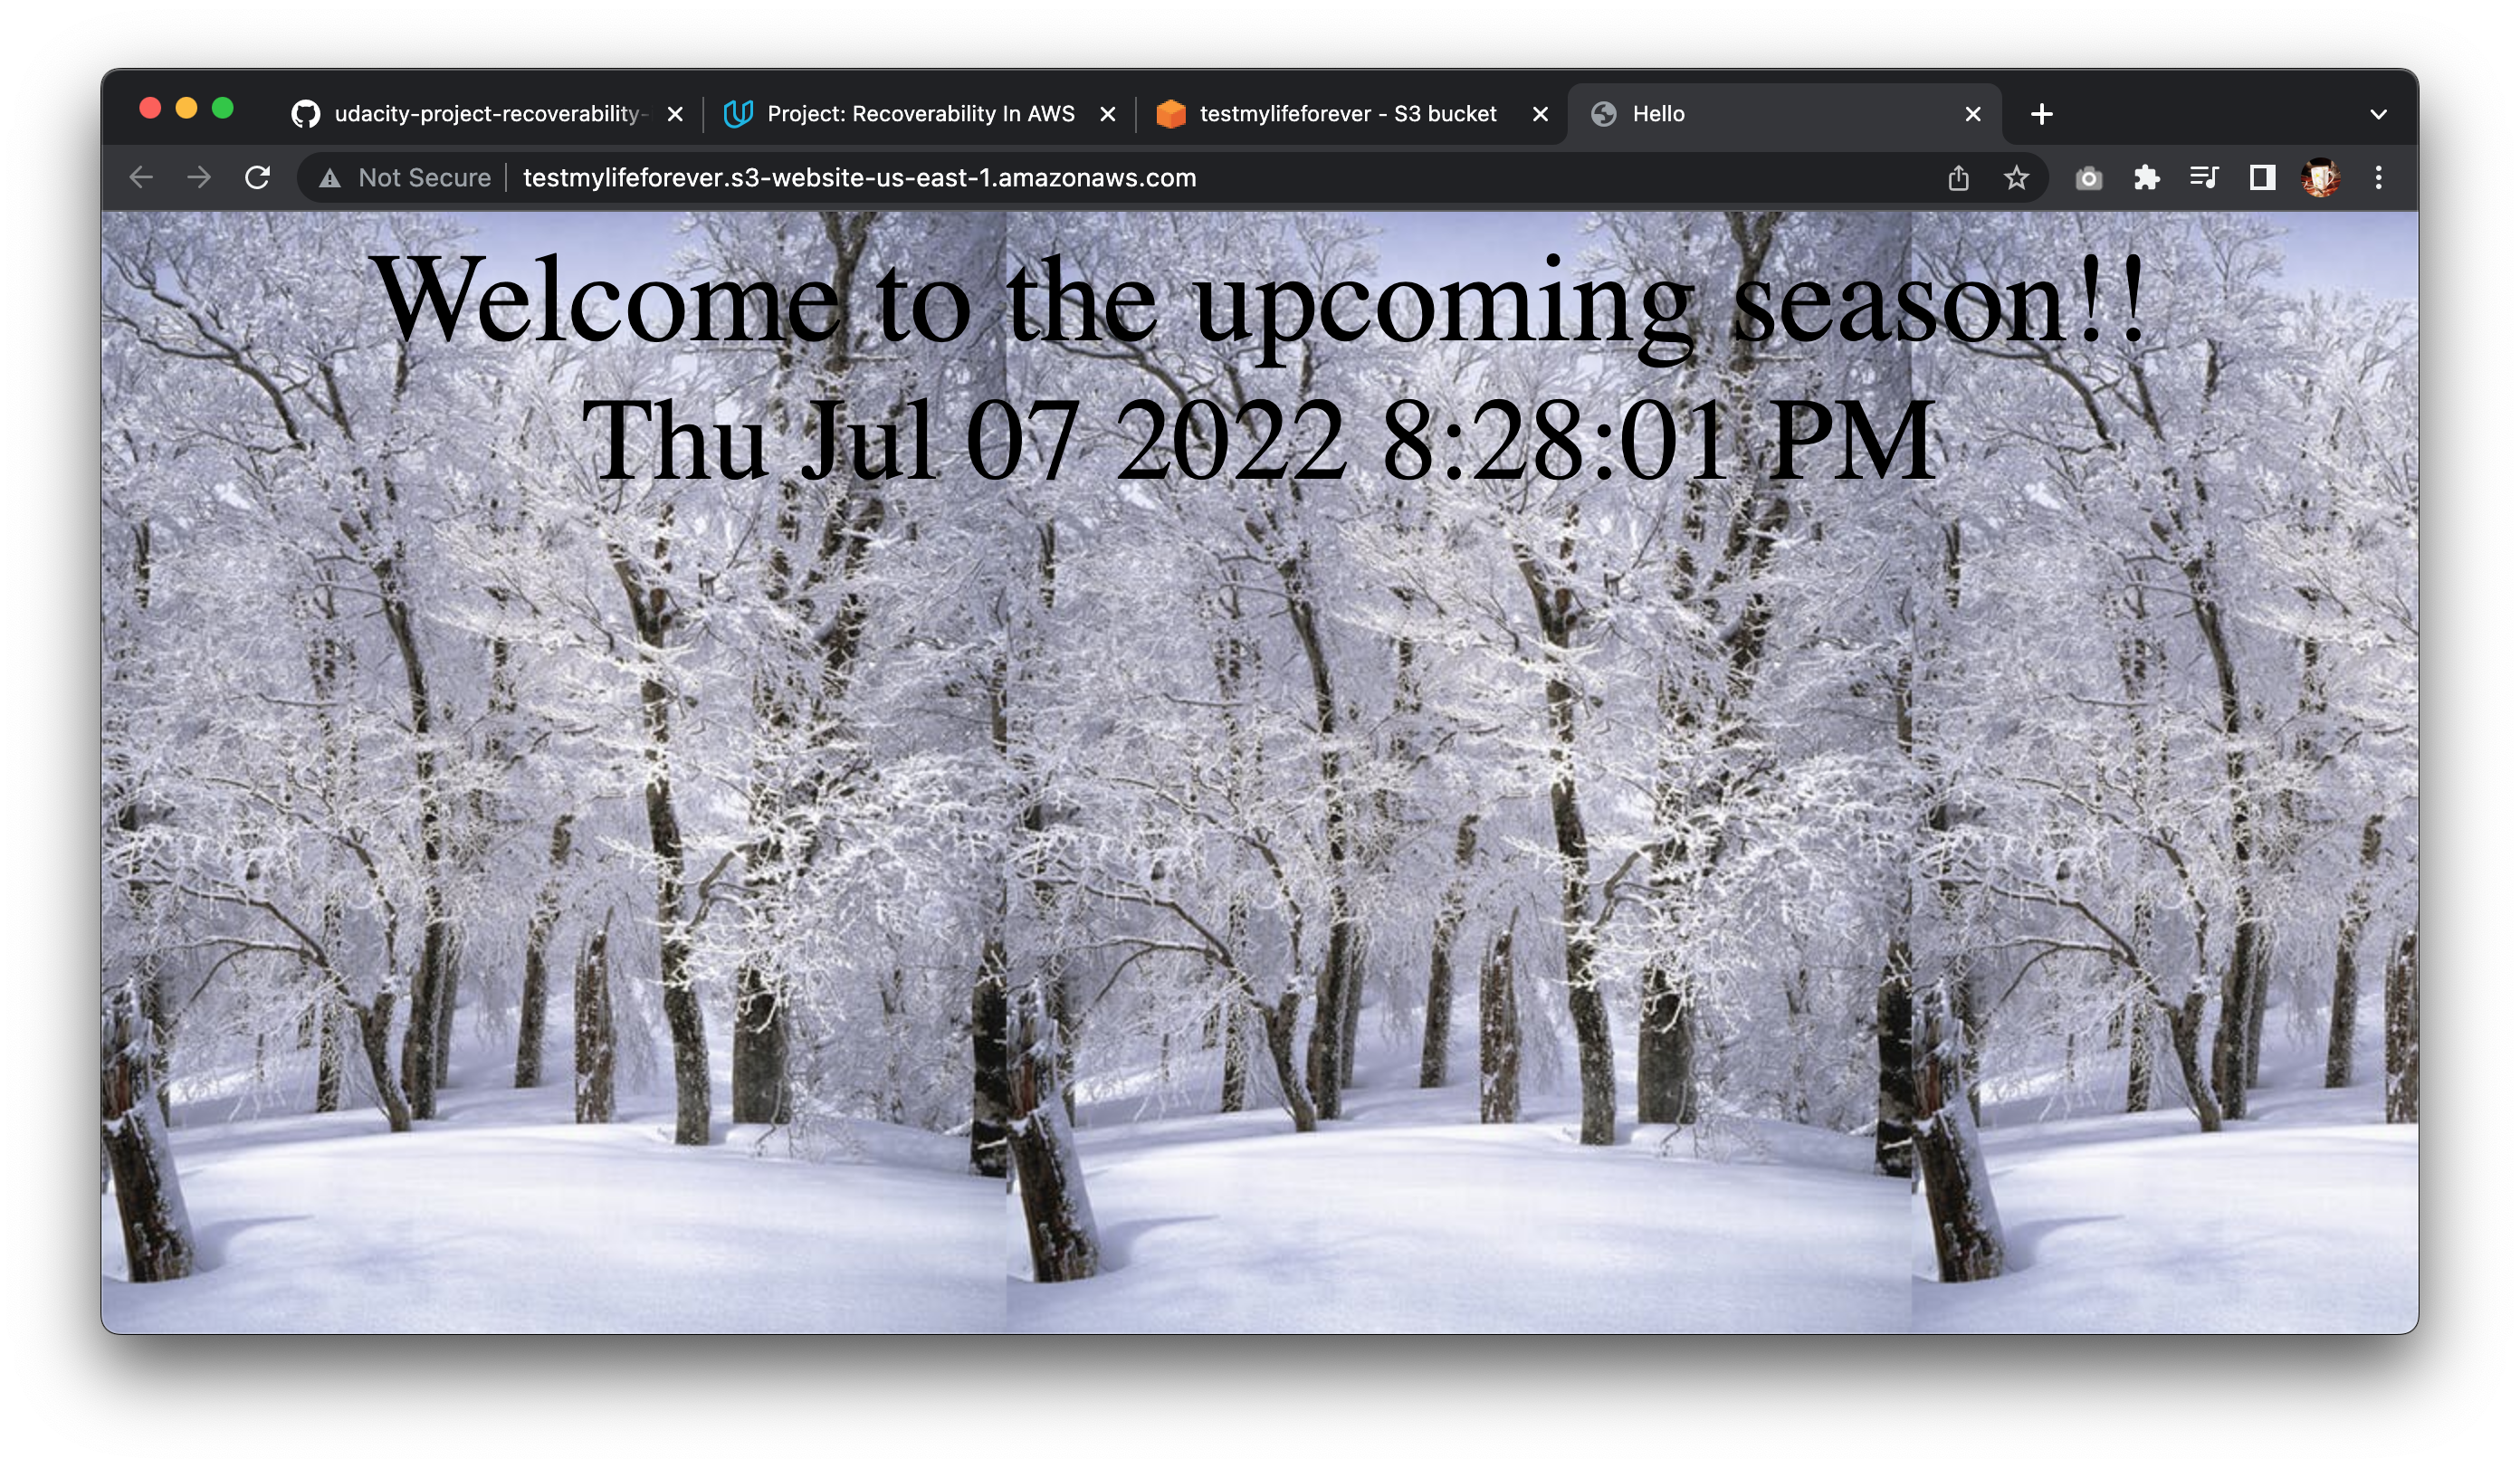 udacity-project-recoverability-
Project: Recoverability In AWS
testmylifeforever - S3 bucket
Hello
Not Secure
testmylifeforever.s3-website-us-east-1.amazonaws.com
Welcome to the upcoming season!!
Thu Jul 07 2022 8:28:01 PM